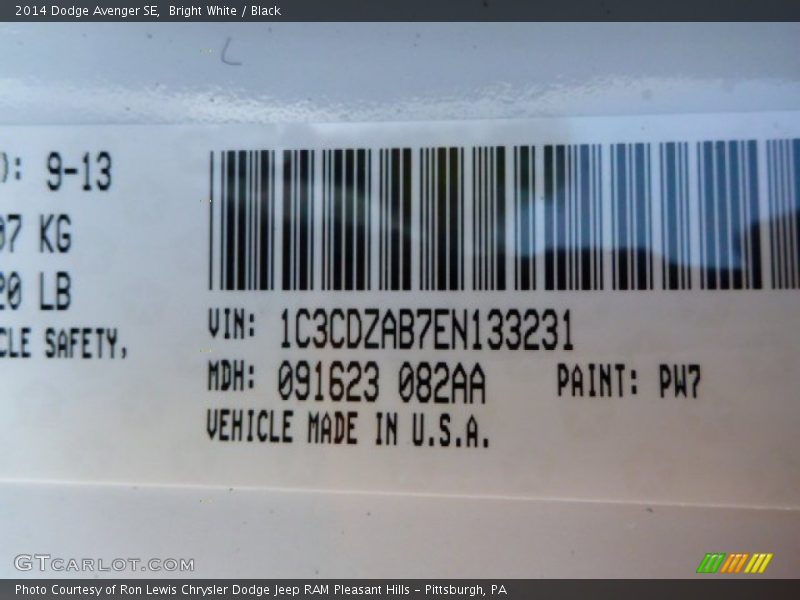 2014 Dodge Avenger SE,  Bright White / Black
): 9-13
07 KG
20 LB
CLE SAFETY,
VIN: 1C3CDZAB7EN133231
MDH: 091623 082AA PAINT: PW7
VEHICLE MADE IN U.S.A.
GTCARLOT.COM
Photo Courtesy of Ron Lewis Chrysler Dodge Jeep RAM Pleasant Hills - Pittsburgh, PA